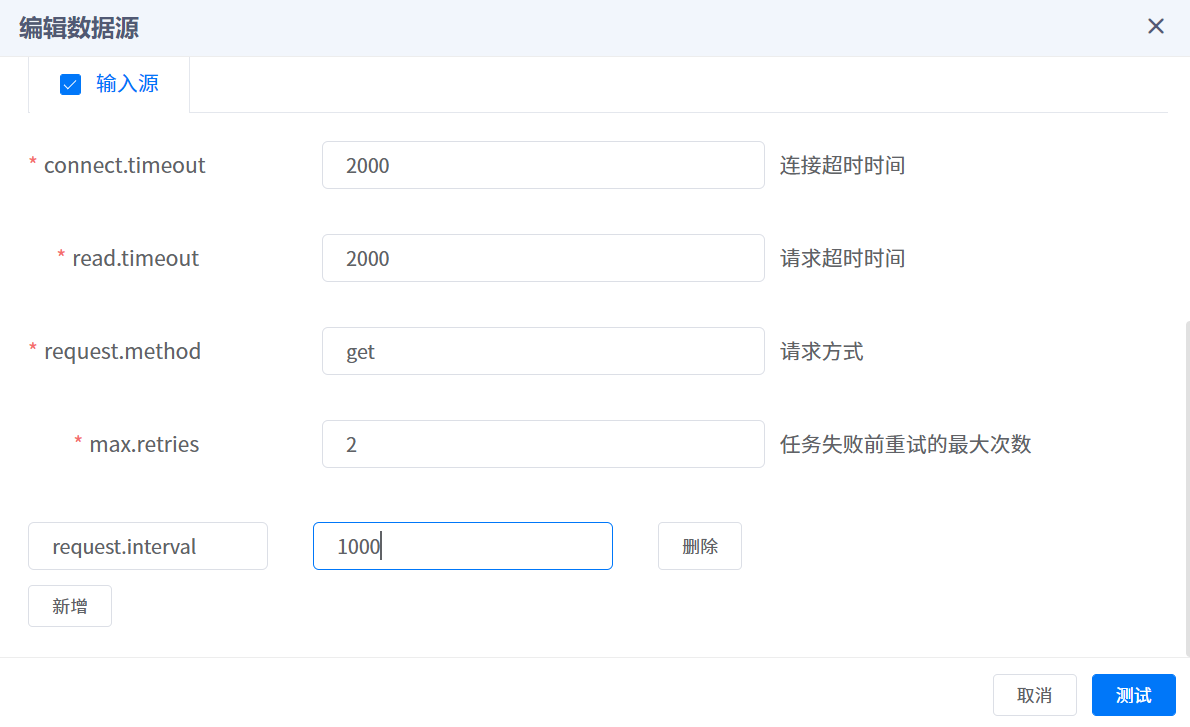 编辑数据源
输入源
* connect.timeout 2000 连接超时时间
* read.timeout 2000 请求超时时间
* request.method get 请求方式
* max.retries 2 任务失败前重试的最大次数
request.interval 1000 删除
新增
取消 测试